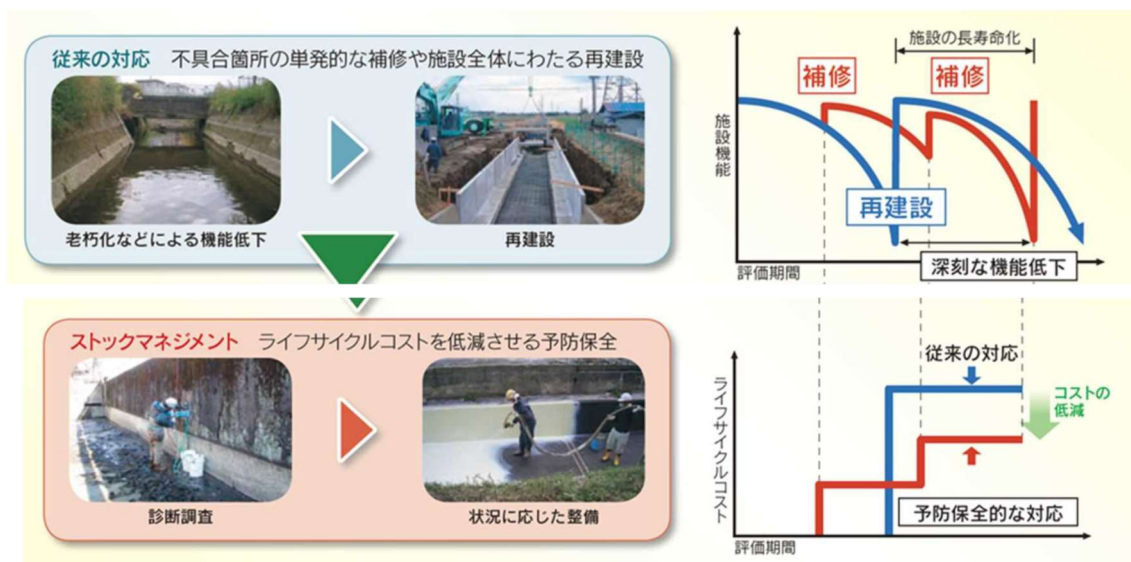 従来の対応 不具合箇所の単発的な補修や施設全体にわたる再建設
老朽化などによる機能低下
再建設
ストックマネジメント ライフサイクルコストを低減させる予防保全
診断調査
状況に応じた整備
施設の長寿命化
補修
補修
施設機能
再建設
深刻な機能低下
評価期間
従来の対応
コストの
低減
ライフサイクルコスト
予防保全的な対応
評価期間